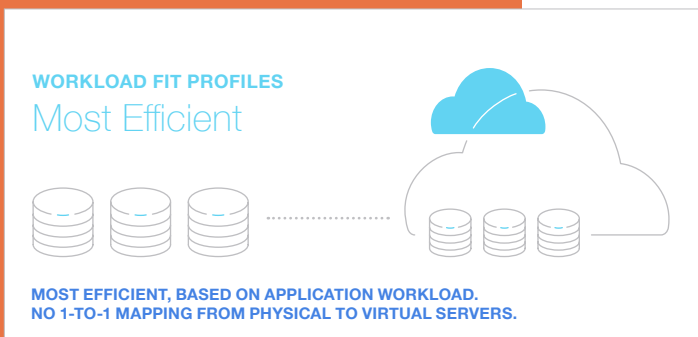 WORKLOAD FIT PROFILES
Most Efficient
MOST EFFICIENT, BASED ON APPLICATION WORKLOAD.
NO 1-TO-1 MAPPING FROM PHYSICAL TO VIRTUAL SERVERS.